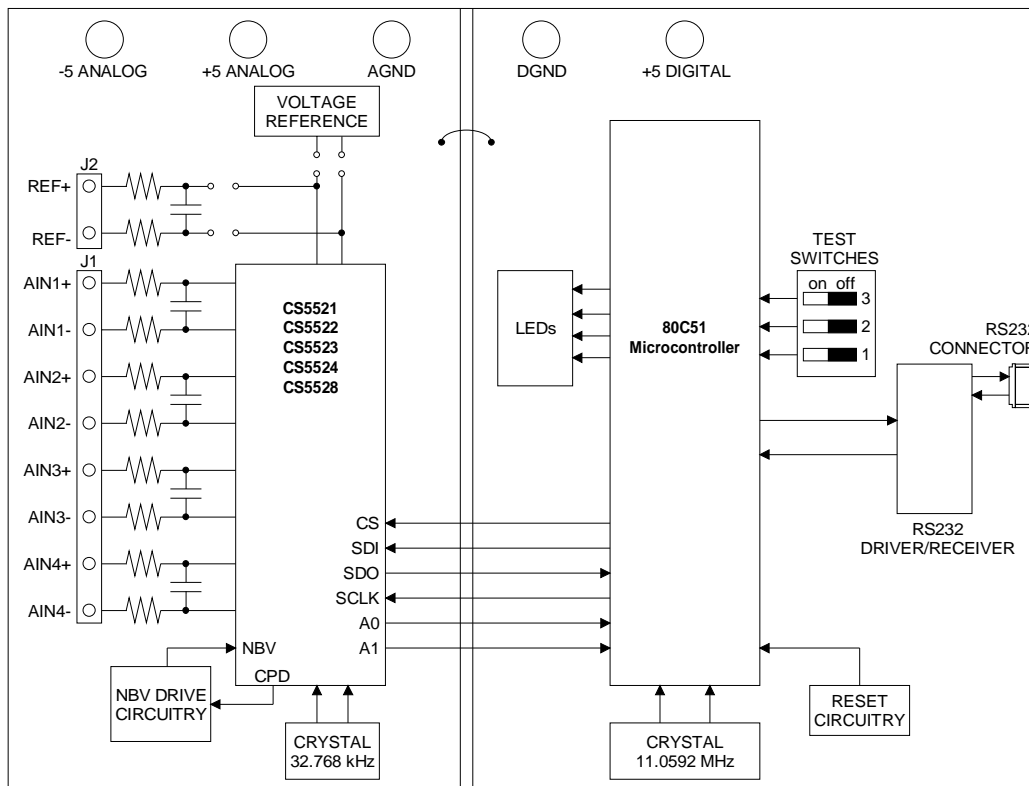 -5 ANALOG
+5 ANALOG
AGND
DGND
+5 DIGITAL
VOLTAGE
REFERENCE
J2
REF+
REF-
J1
AIN1+
AIN1-
AIN2+
AIN2-
AIN3+
AIN3-
AIN4+
AIN4-
CS5521
CS5522
CS5523
CS5524
CS5528
CS
SDI
SDO
SCLK
A0
A1
NBV
CPD
NBV DRIVE
CIRCUITRY
CRYSTAL
32.768 kHz
LEDs
80C51
Microcontroller
TEST
SWITCHES
on off
3
2
1
RS232
CONNECTOR
RS232
DRIVER/RECEIVER
CRYSTAL
11.0592 MHz
RESET
CIRCUITRY